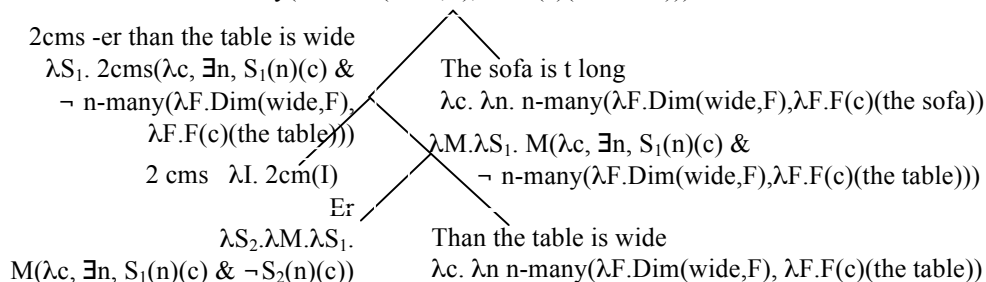 2cms -er than the table is wide
λS₁. 2cms(λc, ∃n, S₁(n)(c) &
¬ n-many(λF.Dim(wide,F),
λF.F(c)(the table)))
The sofa is t long
λc. λn. n-many(λF.Dim(wide,F),λF.F(c)(the sofa))
2 cms λI. 2cm(I)
λM.λS₁. M(λc, ∃n, S₁(n)(c) &
¬ n-many(λF.Dim(wide,F),λF.F(c)(the table)))
Er
λS₂.λM.λS₁.
M(λc, ∃n, S₁(n)(c) & ¬S₂(n)(c))
Than the table is wide
λc. λn n-many(λF.Dim(wide,F), λF.F(c)(the table))